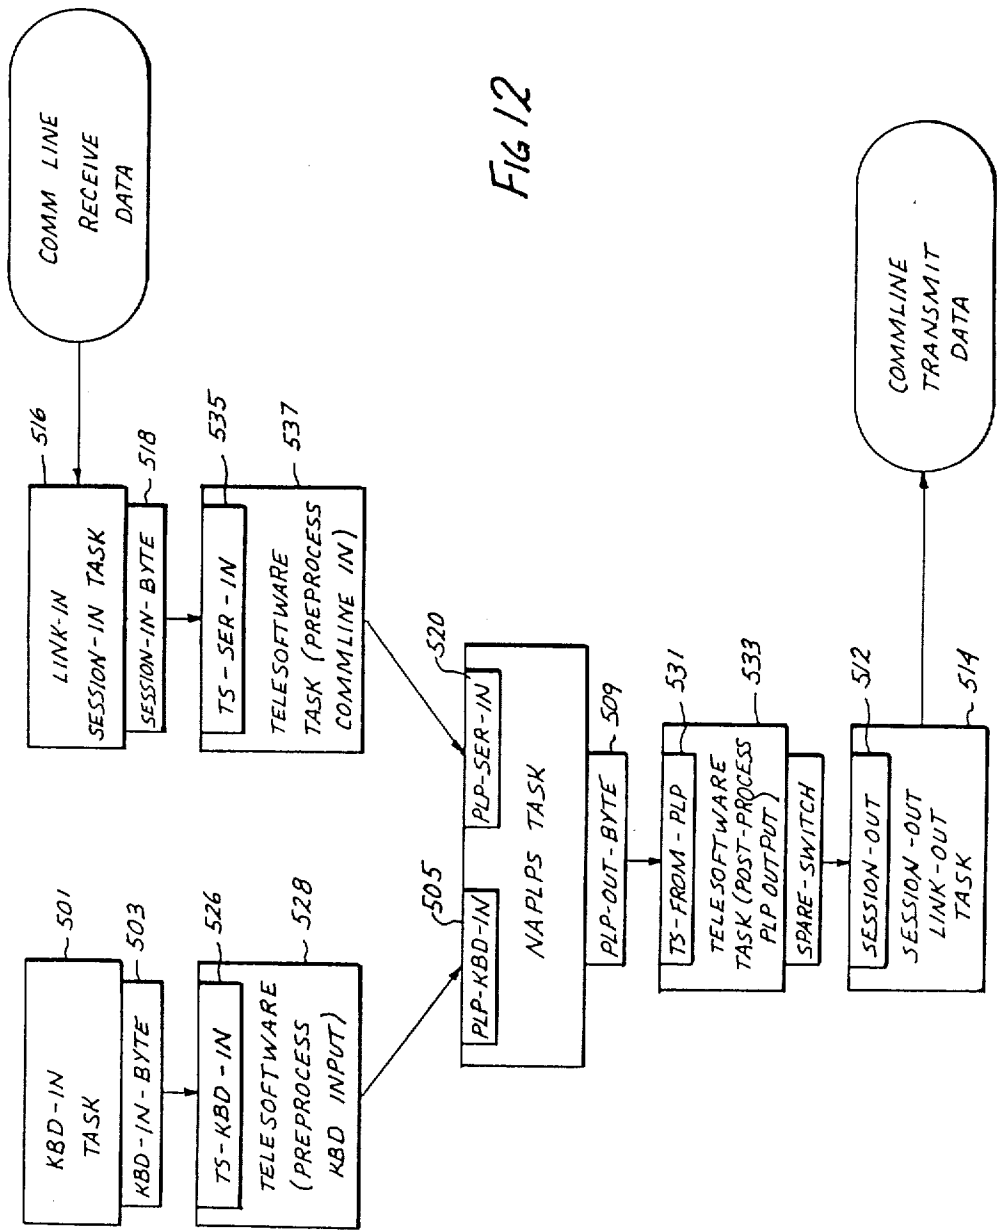 KBD-IN
TASK
501
KBD-IN-BYTE
503
TS-KBD-IN
526
TELESOFTWARE
(PREPROCESS
KBD INPUT)
528
LINK-IN
SESSION-IN TASK
516
SESSION-IN-BYTE
518
TS-SER-IN
535
TELESOFTWARE
TASK (PREPROCESS
COMMLINE IN)
537
COMM LINE
RECEIVE
DATA
PLP-KBD-IN
505
PLP-SER-IN
520
NAPLPS TASK
PLP-OUT-BYTE
509
TS-FROM-PLP
531
TELESOFTWARE
TASK (POST-PROCESS
PLP OUTPUT)
533
SPARE-SWITCH
SESSION-OUT
512
SESSION-OUT
LINK-OUT
TASK
514
COMMLINE
TRANSMIT
DATA
FIG 12